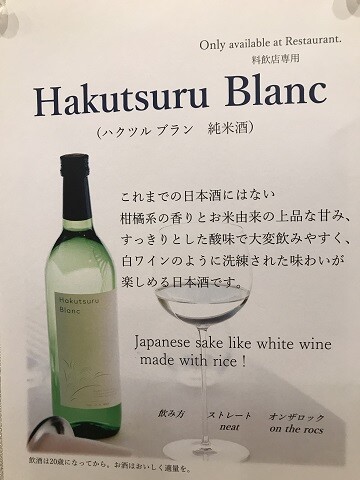 Only available at Restaurant.
料飲店専用
Hakutsuru Blanc
（ハクツル ブラン　純米酒）
これまでの日本酒にはない
柑橘系の香りとお米由来の上品な甘み、
すっきりとした酸味で大変飲みやすく、
白ワインのように洗練された味わいが
楽しめる日本酒です。
Hakutsuru
Blanc
Japanese sake like white wine
made with rice !
飲み方　ストレート　オンザロック
neat　on the rocs
飲酒は20歳になってから。お酒はおいしく適量を。